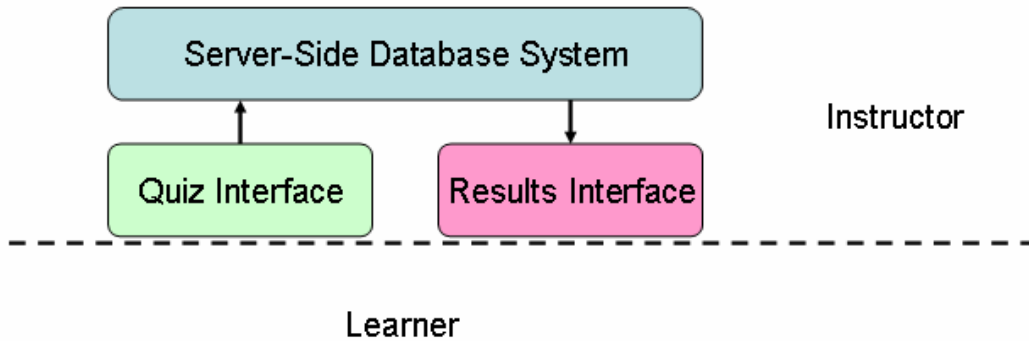 Server-Side Database System
Instructor
Quiz Interface
Results Interface
Learner